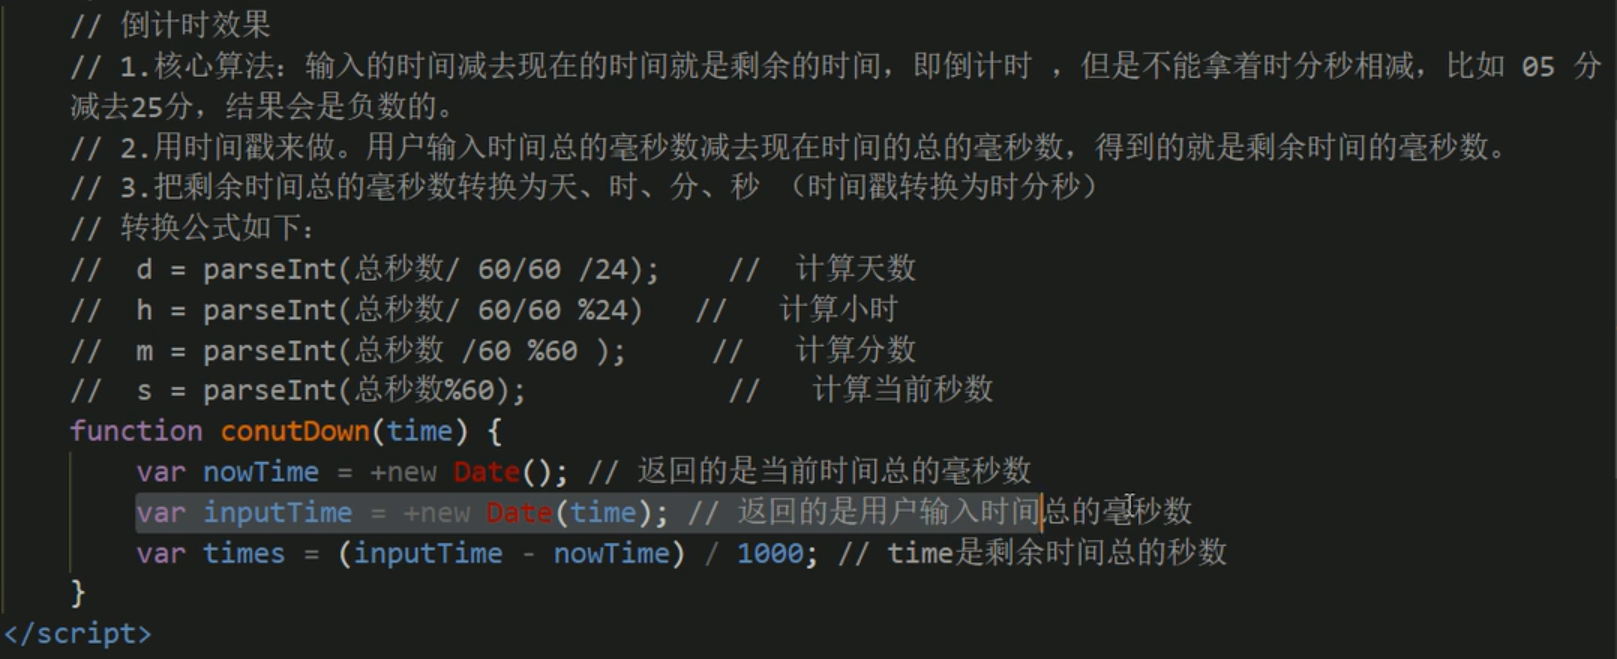 // 倒计时效果
// 1.核心算法：输入的时间减去现在的时间就是剩余的时间，即倒计时 ，但是不能拿着时分秒相减，比如 05 分
减去25分，结果会是负数的。
// 2.用时间戳来做。用户输入时间总的毫秒数减去现在时间的总的毫秒数，得到的就是剩余时间的毫秒数。
// 3.把剩余时间总的毫秒数转换为天、时、分、秒 （时间戳转换为时分秒）
// 转换公式如下：
//  d = parseInt(总秒数/ 60/60 /24);    //  计算天数
//  h = parseInt(总秒数/ 60/60 %24)   //   计算小时
//  m = parseInt(总秒数 /60 %60 );     //   计算分数
//  s = parseInt(总秒数%60);            //   计算当前秒数
function conutDown(time) {
var nowTime = +new Date(); // 返回的是当前时间总的毫秒数
var inputTime = +new Date(time); // 返回的是用户输入时间总的毫秒数
var times = (inputTime - nowTime) / 1000; // time是剩余时间总的秒数
}
</script>